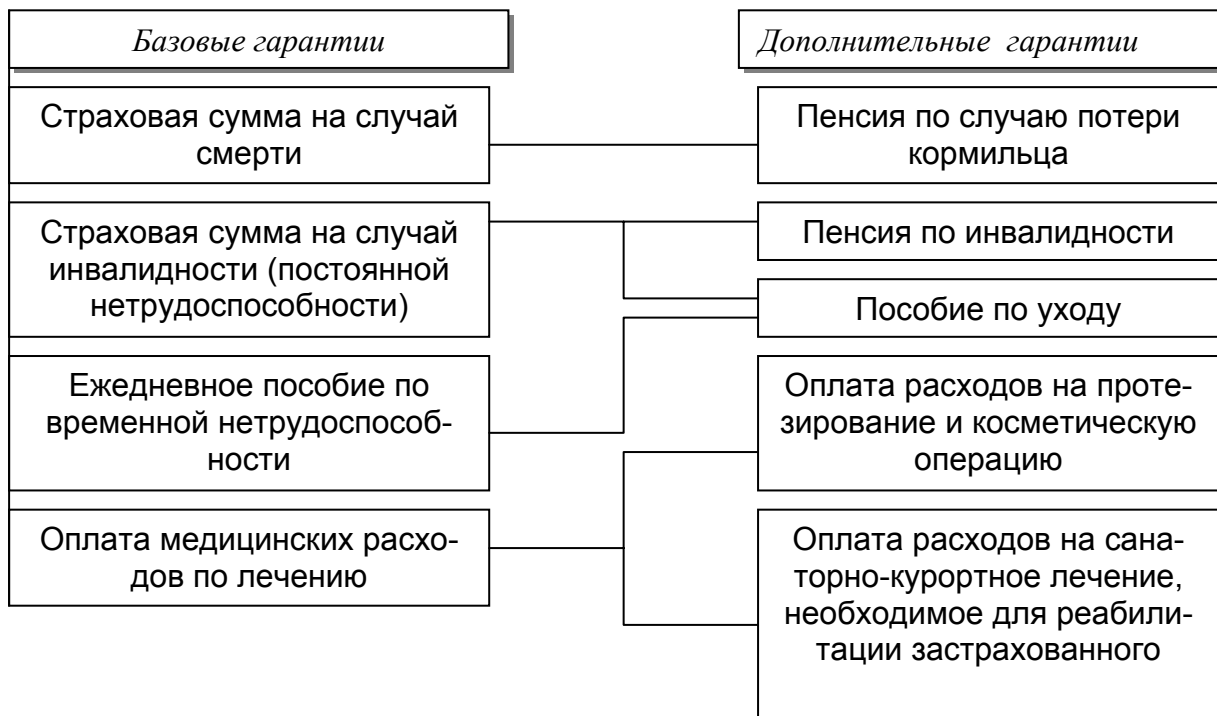 Базовые гарантии
Дополнительные гарантии
Страховая сумма на случай
смерти
Пенсия по случаю потери
кормильца
Страховая сумма на случай
инвалидности (постоянной
нетрудоспособности)
Пенсия по инвалидности
Пособие по уходу
Ежедневное пособие по
временной нетрудоспособ-
ности
Оплата расходов на проте-
зирование и косметическую
операцию
Оплата медицинских расхо-
дов по лечению
Оплата расходов на сана-
торно-курортное лечение,
необходимое для реабили-
тации застрахованного